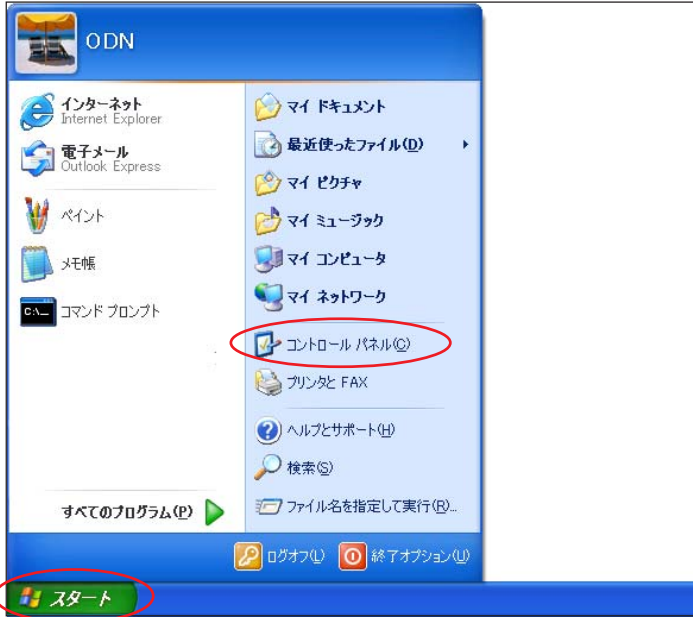 ODN
インターネット
Internet Explorer
電子メール
Outlook Express
ペイント
メモ帳
C:\_
コマンド プロンプト
すべてのプログラム(P)
マイ ドキュメント
最近使ったファイル(D)
マイ ピクチャ
マイ ミュージック
マイ コンピュータ
マイ ネットワーク
コントロール パネル(C)
プリンタと FAX
ヘルプとサポート(H)
検索(S)
ファイル名を指定して実行(R)...
ログオフ(L)
終了オプション(U)
スタート